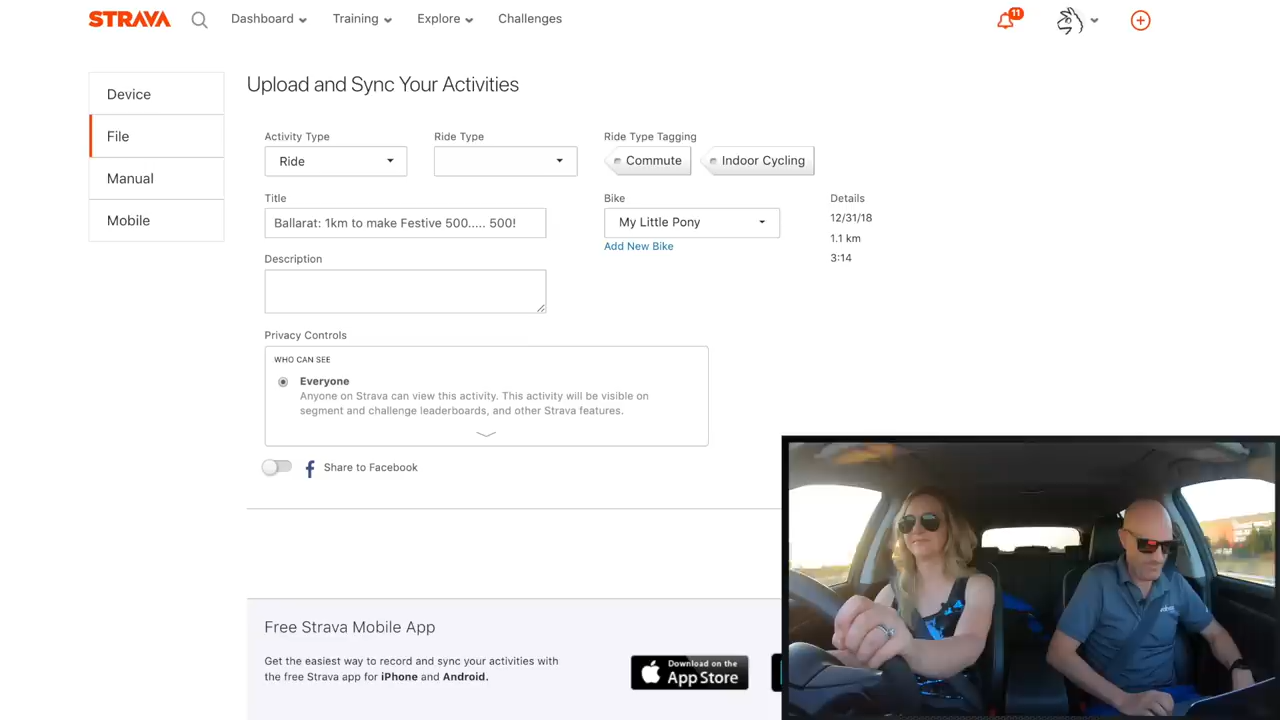 STRAVA
Dashboard
Training
Explore
Challenges
11
Device
File
Manual
Mobile
Upload and Sync Your Activities
Activity Type
Ride Type
Ride Type Tagging
Ride
Commute
Indoor Cycling
Title
Bike
Details
Ballarat: 1km to make Festive 500..... 500!
My Little Pony
12/31/18
Add New Bike
1.1 km
3:14
Description
Privacy Controls
WHO CAN SEE
Everyone
Anyone on Strava can view this activity. This activity will be visible on
segment and challenge leaderboards, and other Strava features.
Share to Facebook
Free Strava Mobile App
Get the easiest way to record and sync your activities with
the free Strava app for iPhone and Android.
Download on the
App Store